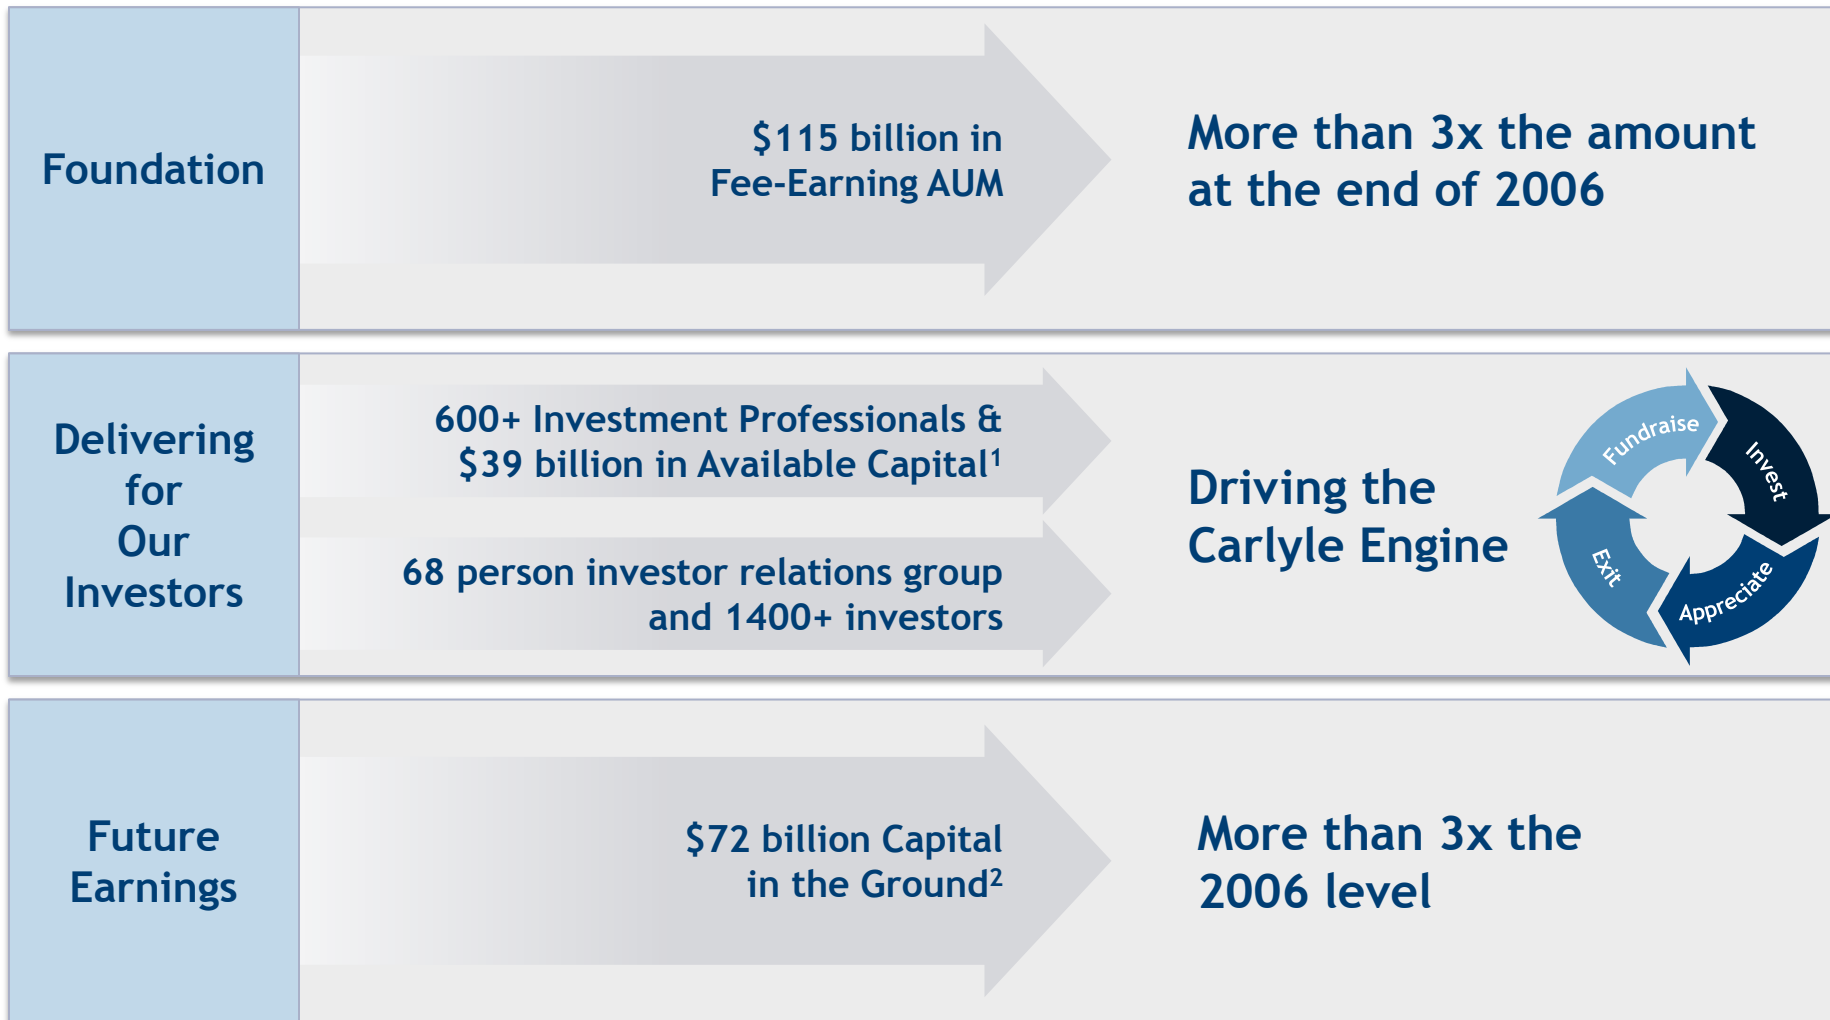 Foundation
$115 billion in
Fee-Earning AUM
More than 3x the amount
at the end of 2006
Delivering
for
Our
Investors
600+ Investment Professionals &
$39 billion in Available Capital¹
68 person investor relations group
and 1400+ investors
Driving the
Carlyle Engine
Fundraise
Invest
Appreciate
Exit
Future
Earnings
$72 billion Capital
in the Ground²
More than 3x the
2006 level